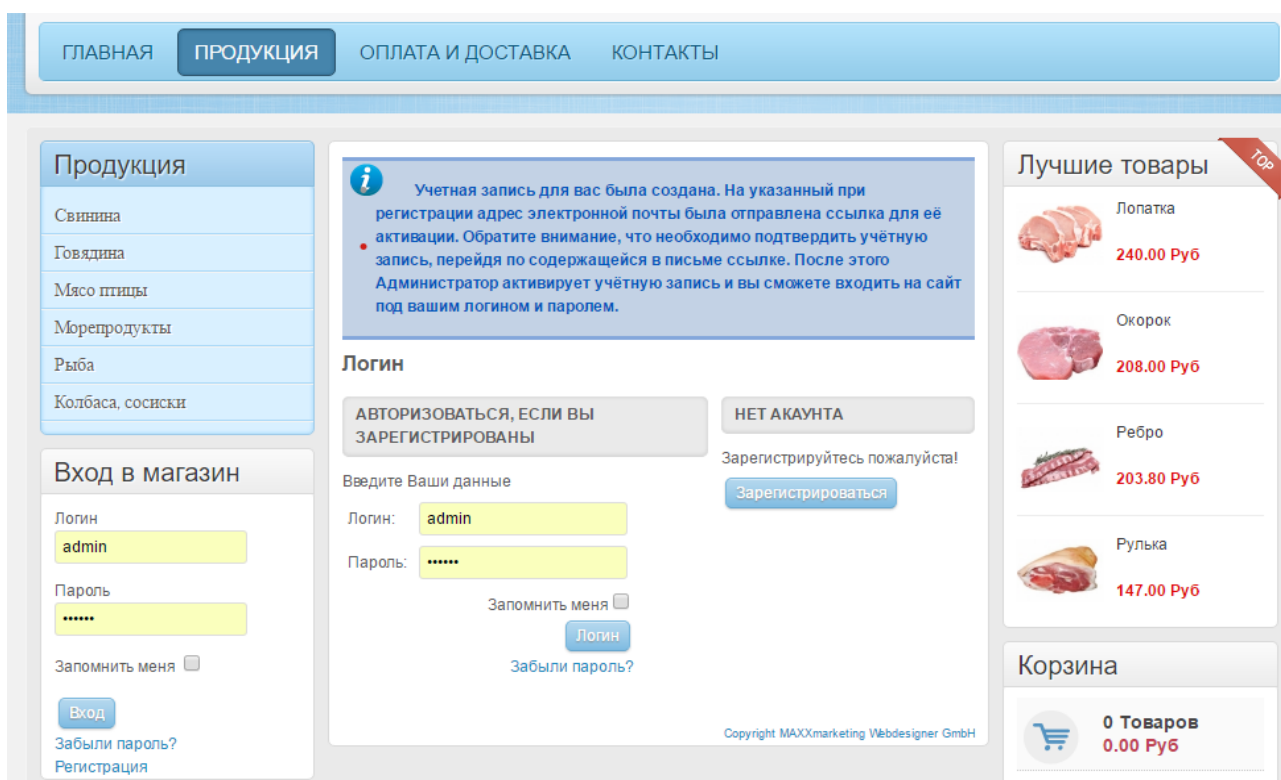 ГЛАВНАЯ ПРОДУКЦИЯ ОПЛАТА И ДОСТАВКА КОНТАКТЫ
Продукция
Свинина
Говядина
Мясо птицы
Морепродукты
Рыба
Колбаса, сосиски
Вход в магазин
Логин
admin
Пароль
••••••
Запомнить меня
Вход
Забыли пароль?
Регистрация
Учетная запись для вас была создана. На указанный при
регистрации адрес электронной почты была отправлена ссылка для её
активации. Обратите внимание, что необходимо подтвердить учётную
запись, перейдя по содержащейся в письме ссылке. После этого
Администратор активирует учётную запись и вы сможете входить на сайт
под вашим логином и паролем.
Логин
АВТОРИЗОВАТЬСЯ, ЕСЛИ ВЫ
ЗАРЕГИСТРИРОВАНЫ
Введите Ваши данные
Логин: admin
Пароль: ••••••
Запомнить меня
Логин
Забыли пароль?
НЕТ АКАУНТА
Зарегистрируйтесь пожалуйста!
Зарегистрироваться
Copyright MAXXmarketing Webdesigner GmbH
Лучшие товары
TOP
Лопатка
240.00 Руб
Окорок
208.00 Руб
Ребро
203.80 Руб
Рулька
147.00 Руб
Корзина
0 Товаров
0.00 Руб